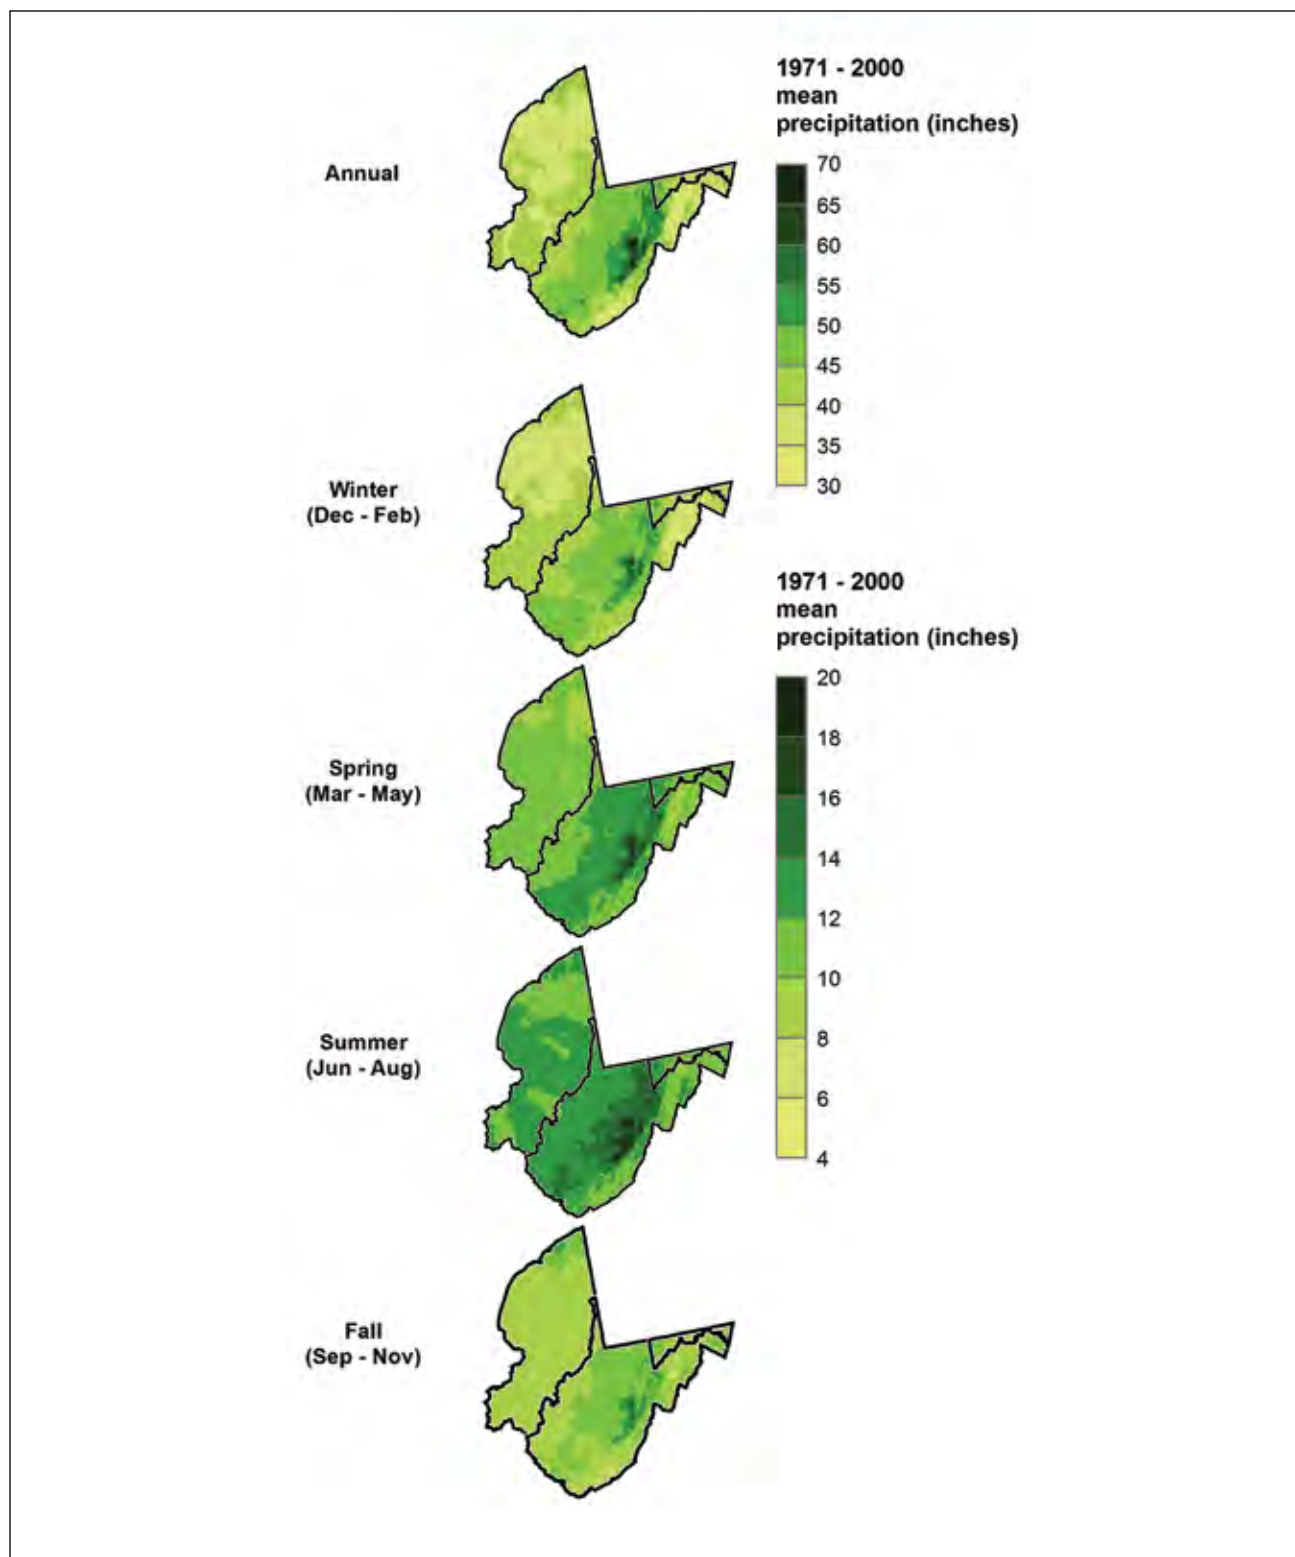 1971 - 2000
mean
precipitation (inches)
Annual
70
65
60
55
50
45
40
35
30
Winter
(Dec - Feb)
1971 - 2000
mean
precipitation (inches)
20
18
16
14
12
10
8
6
4
Spring
(Mar - May)
Summer
(Jun - Aug)
Fall
(Sep - Nov)